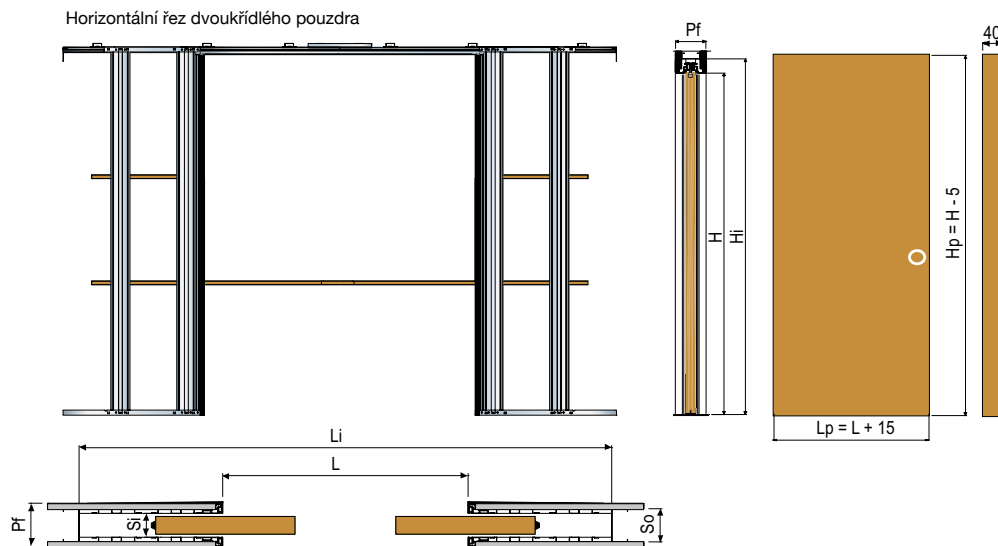 Horizontální řez dvoukřídlého pouzdra
Pf
40
H
Hi
Hp = H - 5
Lp = L + 15
Li
L
Pf
Si
So